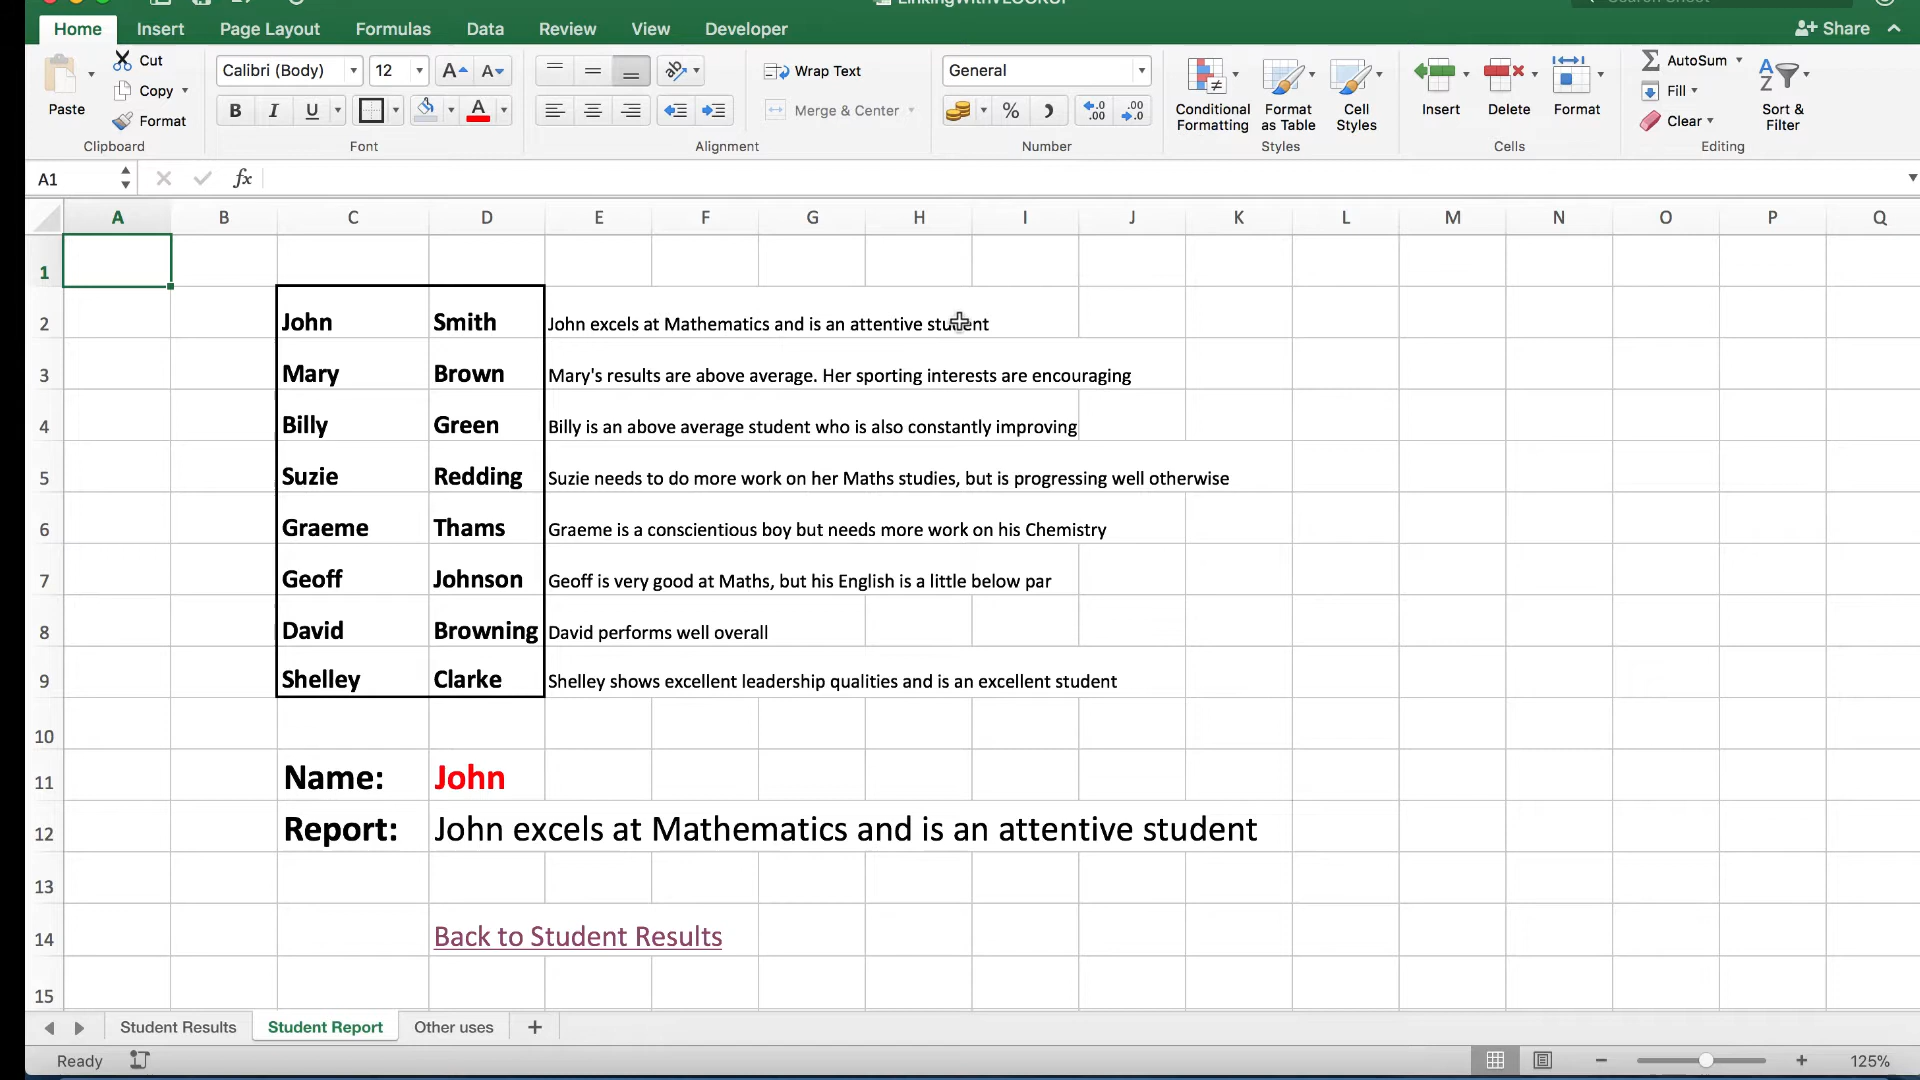 LinkingWithVLOOKUP
Search Sheet
Home Insert Page Layout Formulas Data Review View Developer Share
Paste Cut Copy Format Clipboard
Calibri (Body) 12 A A B I U A Font
Wrap Text Merge & Center Alignment
General % Number
Conditional Formatting Format as Table Cell Styles Styles
Insert Delete Format Cells
AutoSum Fill Clear Sort & Filter Editing
A1 fx
A B C D E F G H I J K L M N O P Q
1
2 John Smith John excels at Mathematics and is an attentive student
3 Mary Brown Mary's results are above average. Her sporting interests are encouraging
4 Billy Green Billy is an above average student who is also constantly improving
5 Suzie Redding Suzie needs to do more work on her Maths studies, but is progressing well otherwise
6 Graeme Thams Graeme is a conscientious boy but needs more work on his Chemistry
7 Geoff Johnson Geoff is very good at Maths, but his English is a little below par
8 David Browning David performs well overall
9 Shelley Clarke Shelley shows excellent leadership qualities and is an excellent student
10
11 Name: John
12 Report: John excels at Mathematics and is an attentive student
13
14 Back to Student Results
15
Student Results Student Report Other uses +
Ready 125%